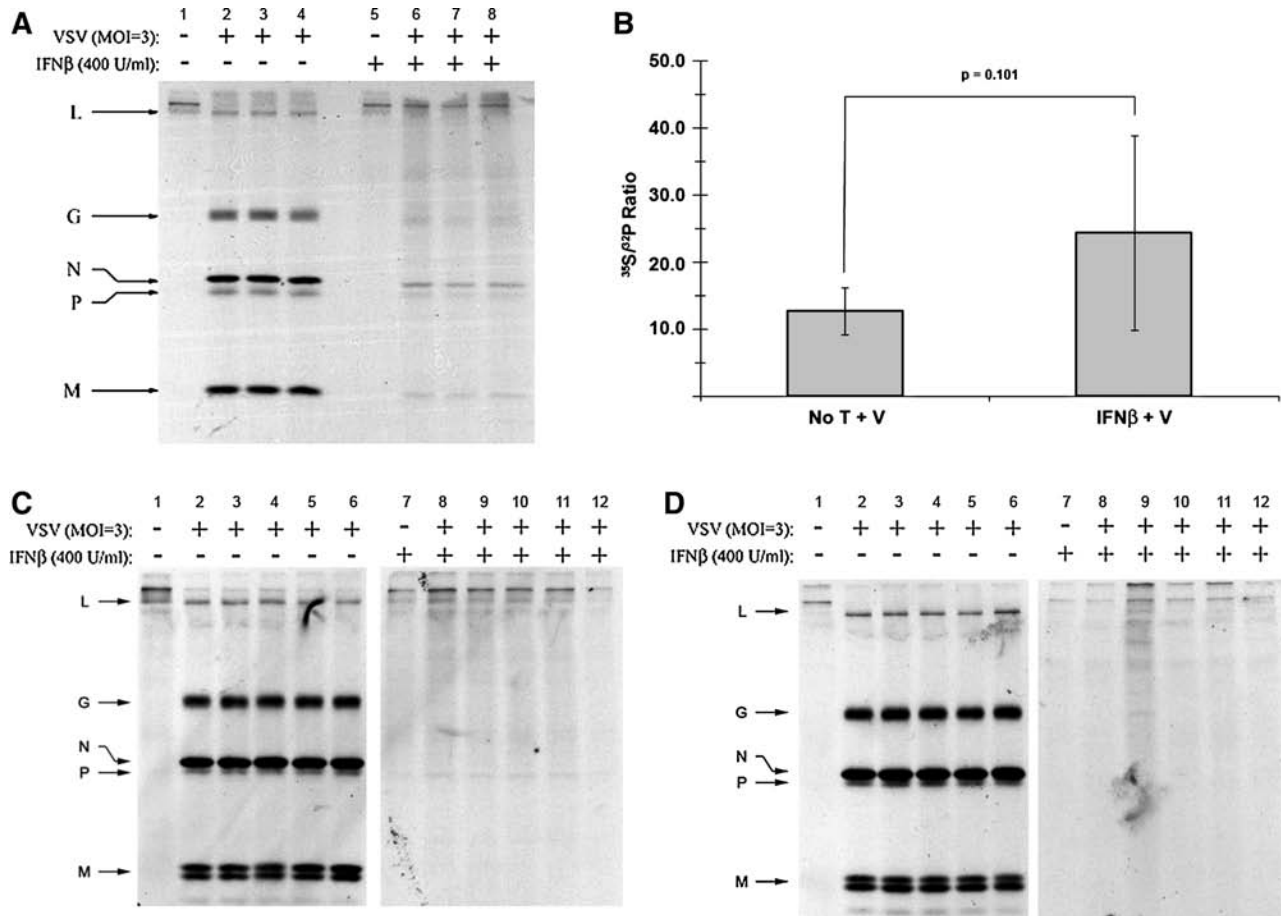 A
1 2 3 4 5 6 7 8
VSV (MOI=3): - + + + - + + +
IFNβ (400 U/ml): - - - - + + + +
L
G
N
P
M
B
50.0
40.0
30.0
20.0
10.0
³⁵S/³²P Ratio
p = 0.101
No T + V IFNβ + V
C
1 2 3 4 5 6 7 8 9 10 11 12
VSV (MOI=3): - + + + + + - + + + + +
IFNβ (400 U/ml): - - - - - - + + + + + +
L
G
N
P
M
D
1 2 3 4 5 6 7 8 9 10 11 12
VSV (MOI=3): - + + + + + - + + + + +
IFNβ (400 U/ml): - - - - - - + + + + + +
L
G
N
P
M